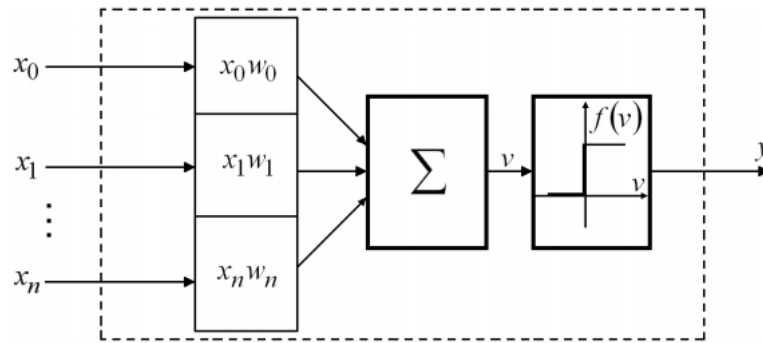 x₀
x₁
⋮
xₙ
x₀w₀
x₁w₁
xₙwₙ
Σ
v
f(v)
v
y